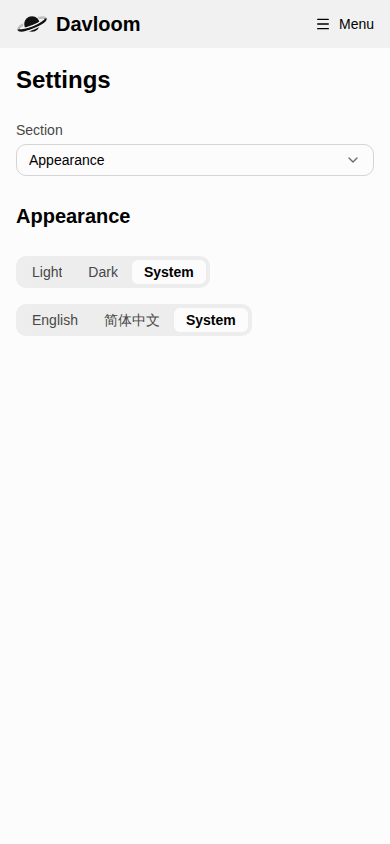 Davloom
Menu
Settings
Section
Appearance
Appearance
Light Dark System
English 简体中文 System